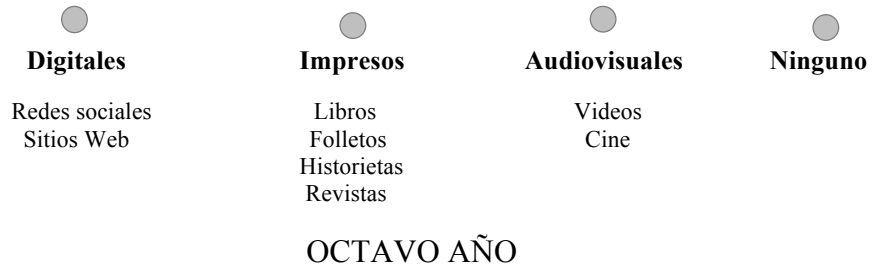 Digitales Impresos Audiovisuales Ninguno
Redes sociales Libros Videos
Sitios Web Folletos Cine
Historietas
Revistas
OCTAVO AÑO